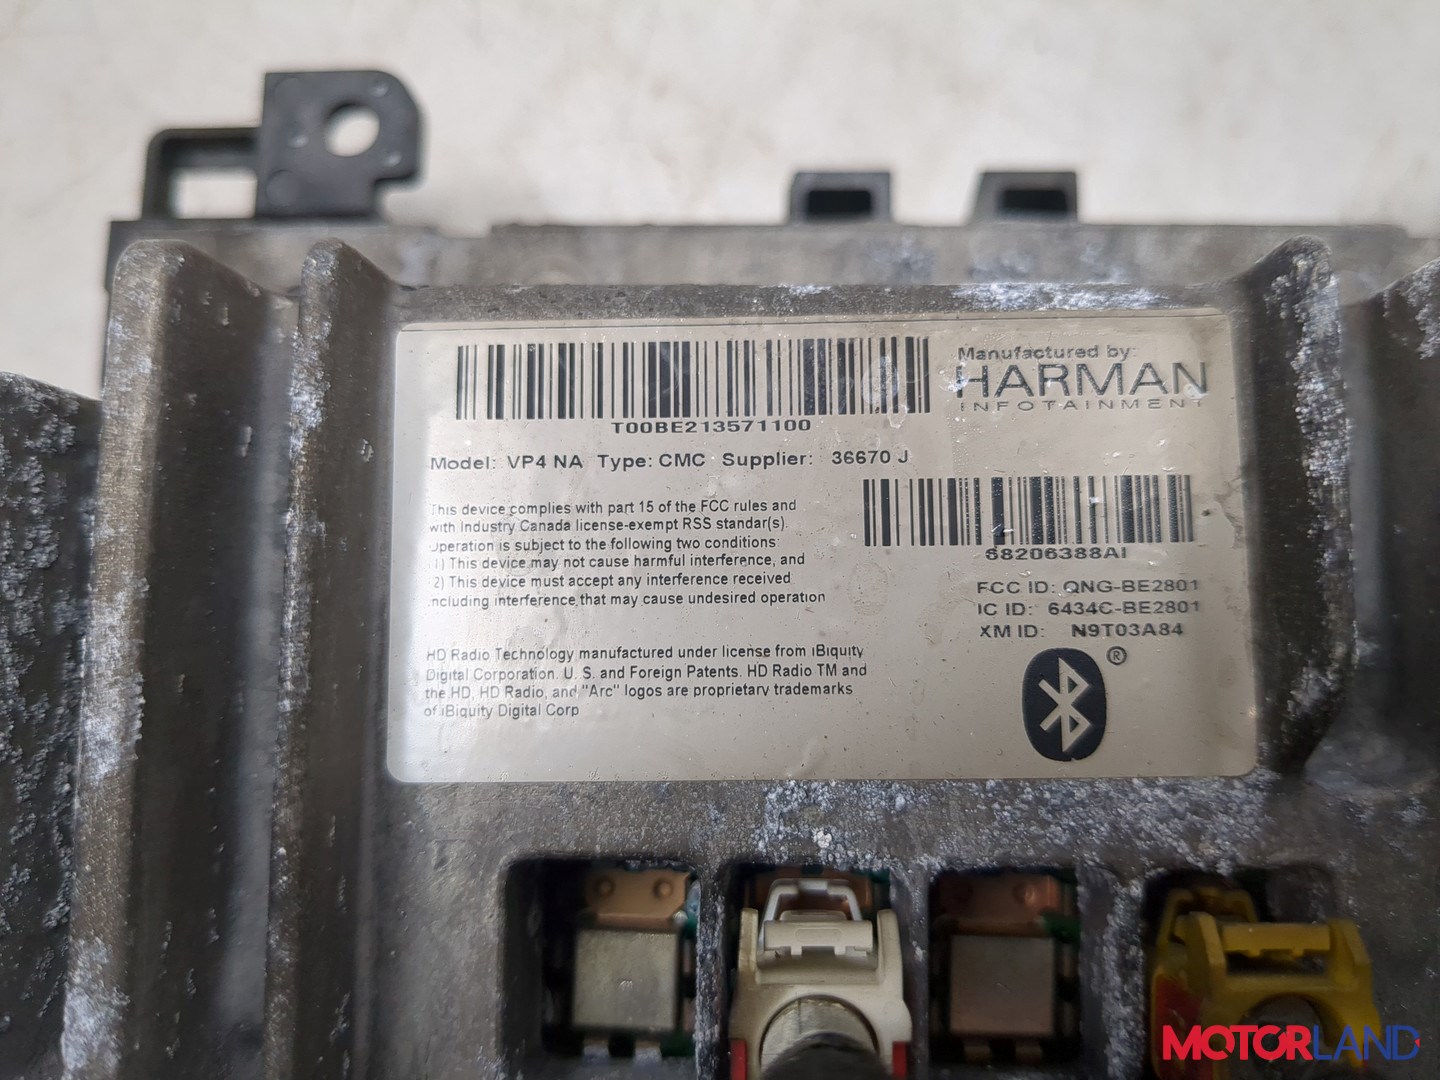 Manufactured by:
HARMAN
INFOTAINMENT
T00BE213571100
Model: VP4 NA Type: CMC Supplier: 36670 J
This device complies with part 15 of the FCC rules and
with Industry Canada license-exempt RSS standar(s).
Operation is subject to the following two conditions:
1) This device may not cause harmful interference, and
2) This device must accept any interference received
including interference that may cause undesired operation
68206388AI
FCC ID: QNG-BE2801
IC ID: 6434C-BE2801
XM ID: N9T03A84
®
HD Radio Technology manufactured under license from iBiquity
Digital Corporation. U. S. and Foreign Patents. HD Radio TM and
the HD, HD Radio, and "Arc" logos are proprietary trademarks
of iBiquity Digital Corp
MOTORLAND